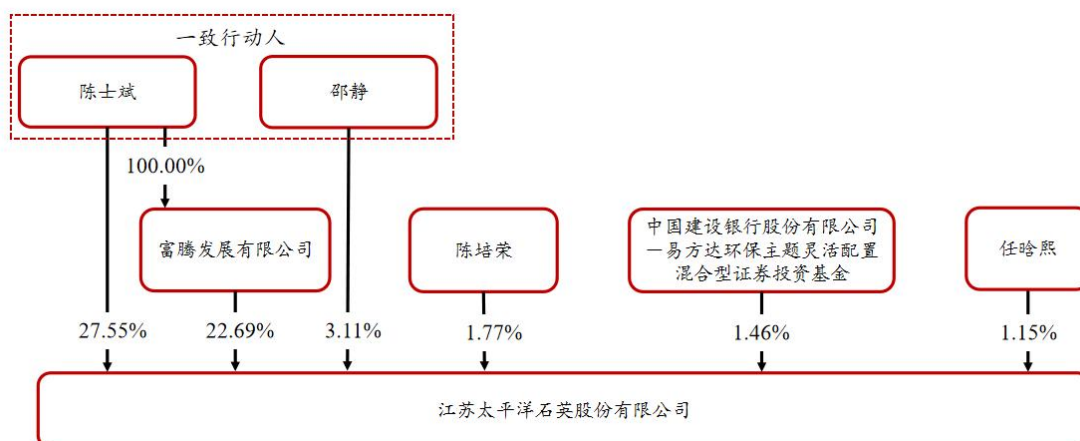 一致行动人
陈士斌
邵静
100.00%
富腾发展有限公司
陈培荣
中国建设银行股份有限公司
—易方达环保主题灵活配置
混合型证券投资基金
任晗熙
27.55%
22.69%
3.11%
1.77%
1.46%
1.15%
江苏太平洋石英股份有限公司